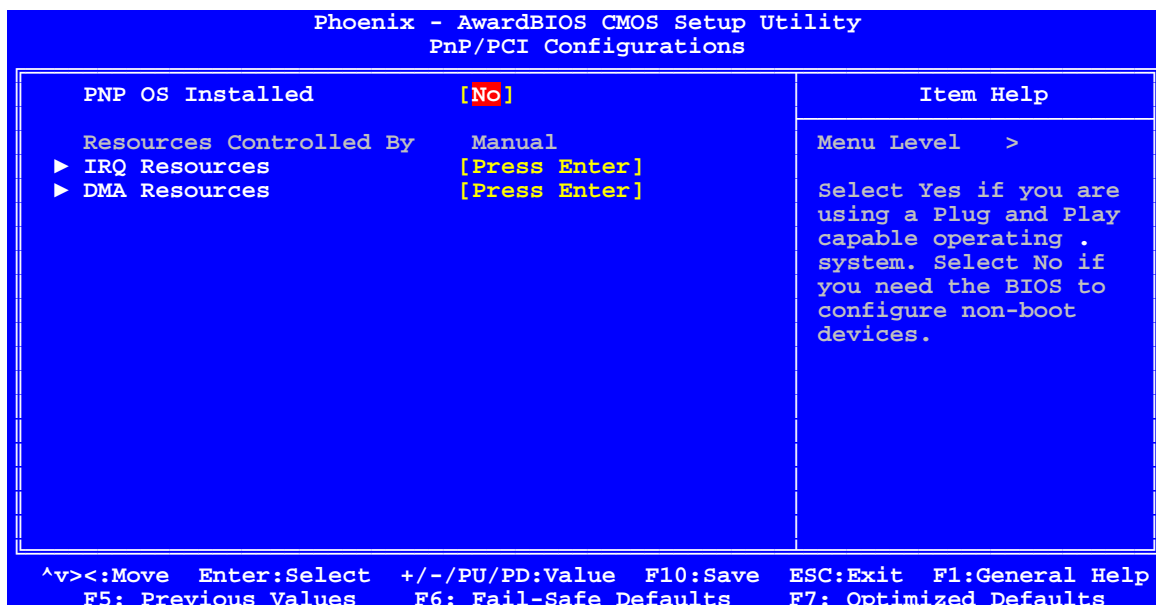 Phoenix - AwardBIOS CMOS Setup Utility
PnP/PCI Configurations
PNP OS Installed [No]
Resources Controlled By Manual
► IRQ Resources [Press Enter]
► DMA Resources [Press Enter]
Item Help
Menu Level >
Select Yes if you are
using a Plug and Play
capable operating .
system. Select No if
you need the BIOS to
configure non-boot
devices.
^v><:Move Enter:Select +/-/PU/PD:Value F10:Save ESC:Exit F1:General Help
F5: Previous Values F6: Fail-Safe Defaults F7: Optimized Defaults